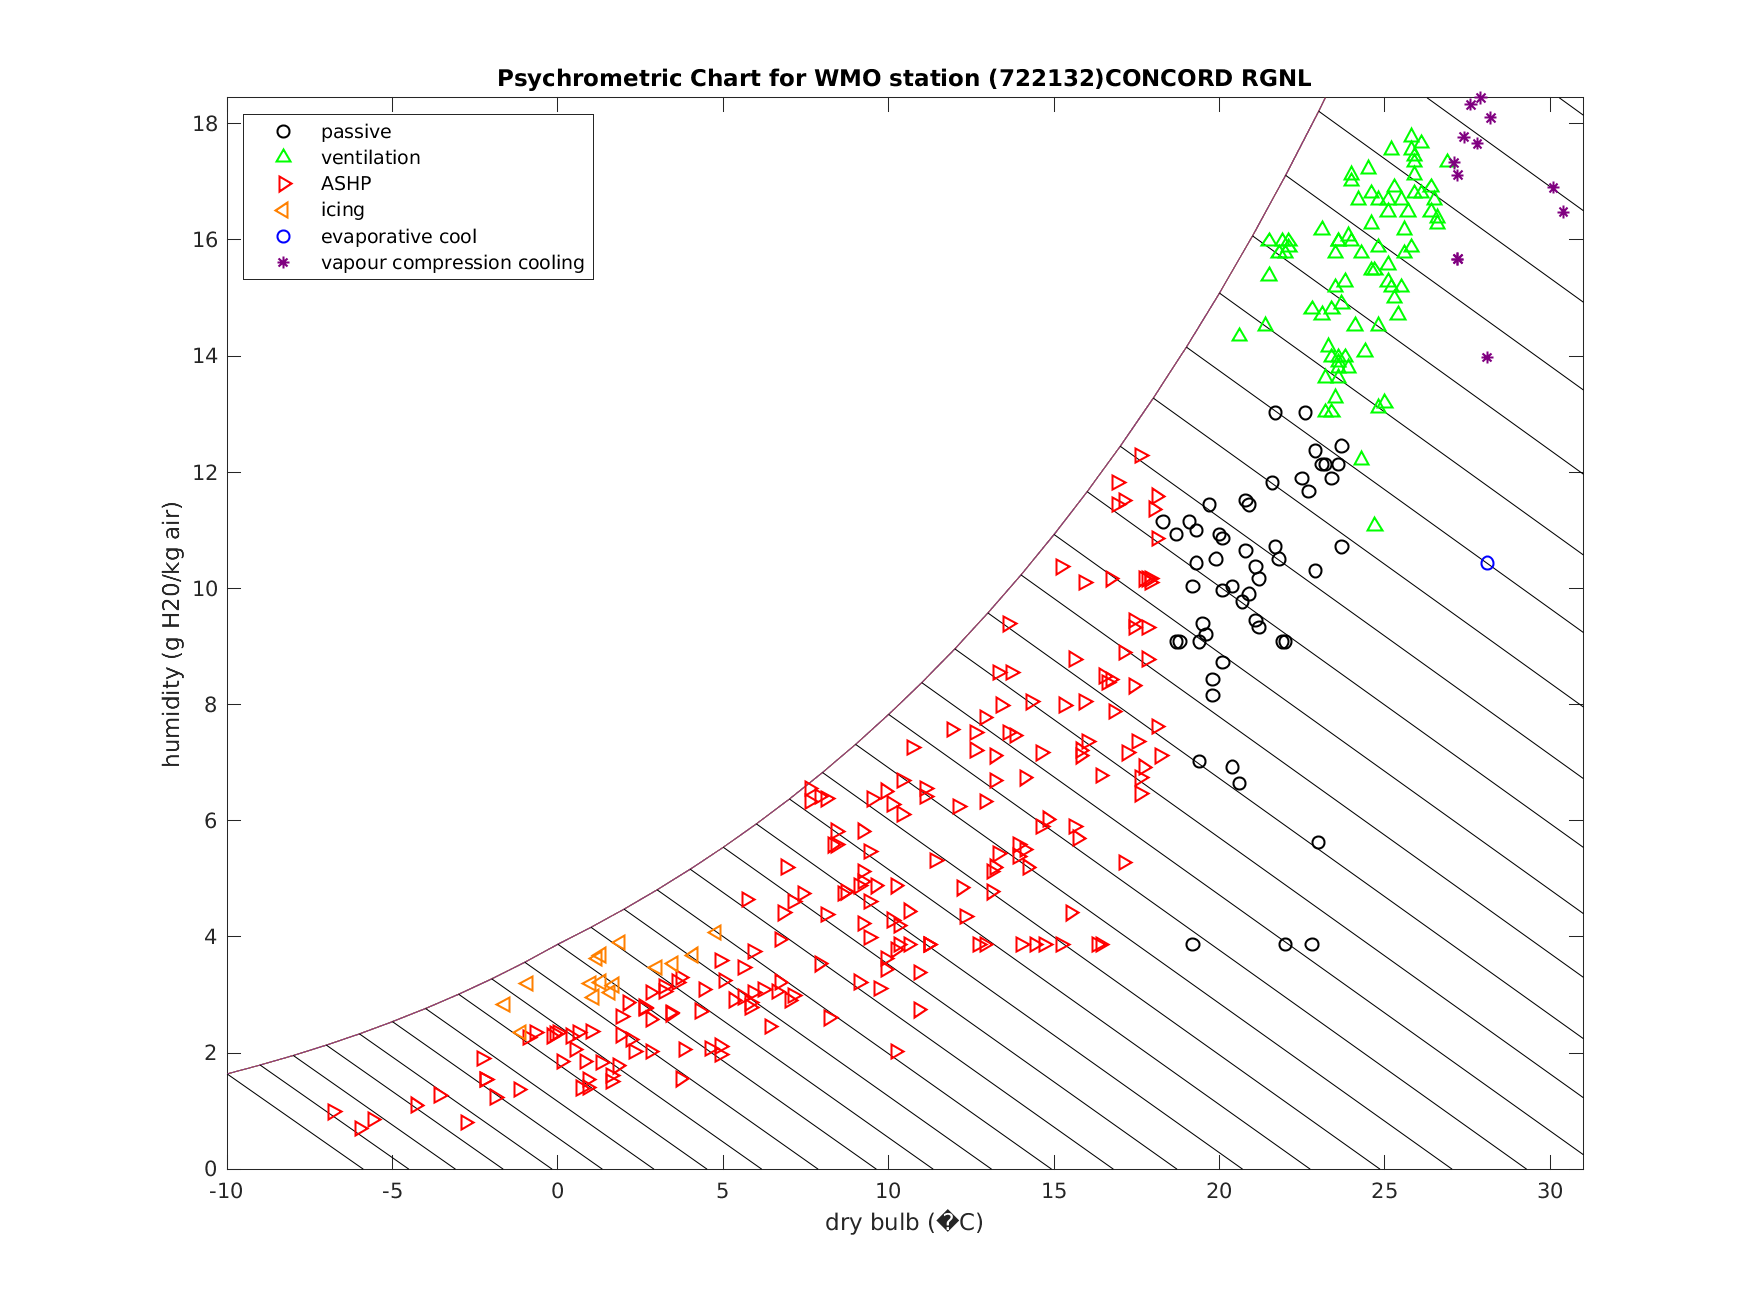 Psychrometric Chart for WMO station (722132)CONCORD RGNL
passive
ventilation
ASHP
icing
evaporative cool
vapour compression cooling
humidity (g H20/kg air)
18
16
14
12
10
8
6
4
2
0
-10 -5 0 5 10 15 20 25 30
dry bulb (�C)